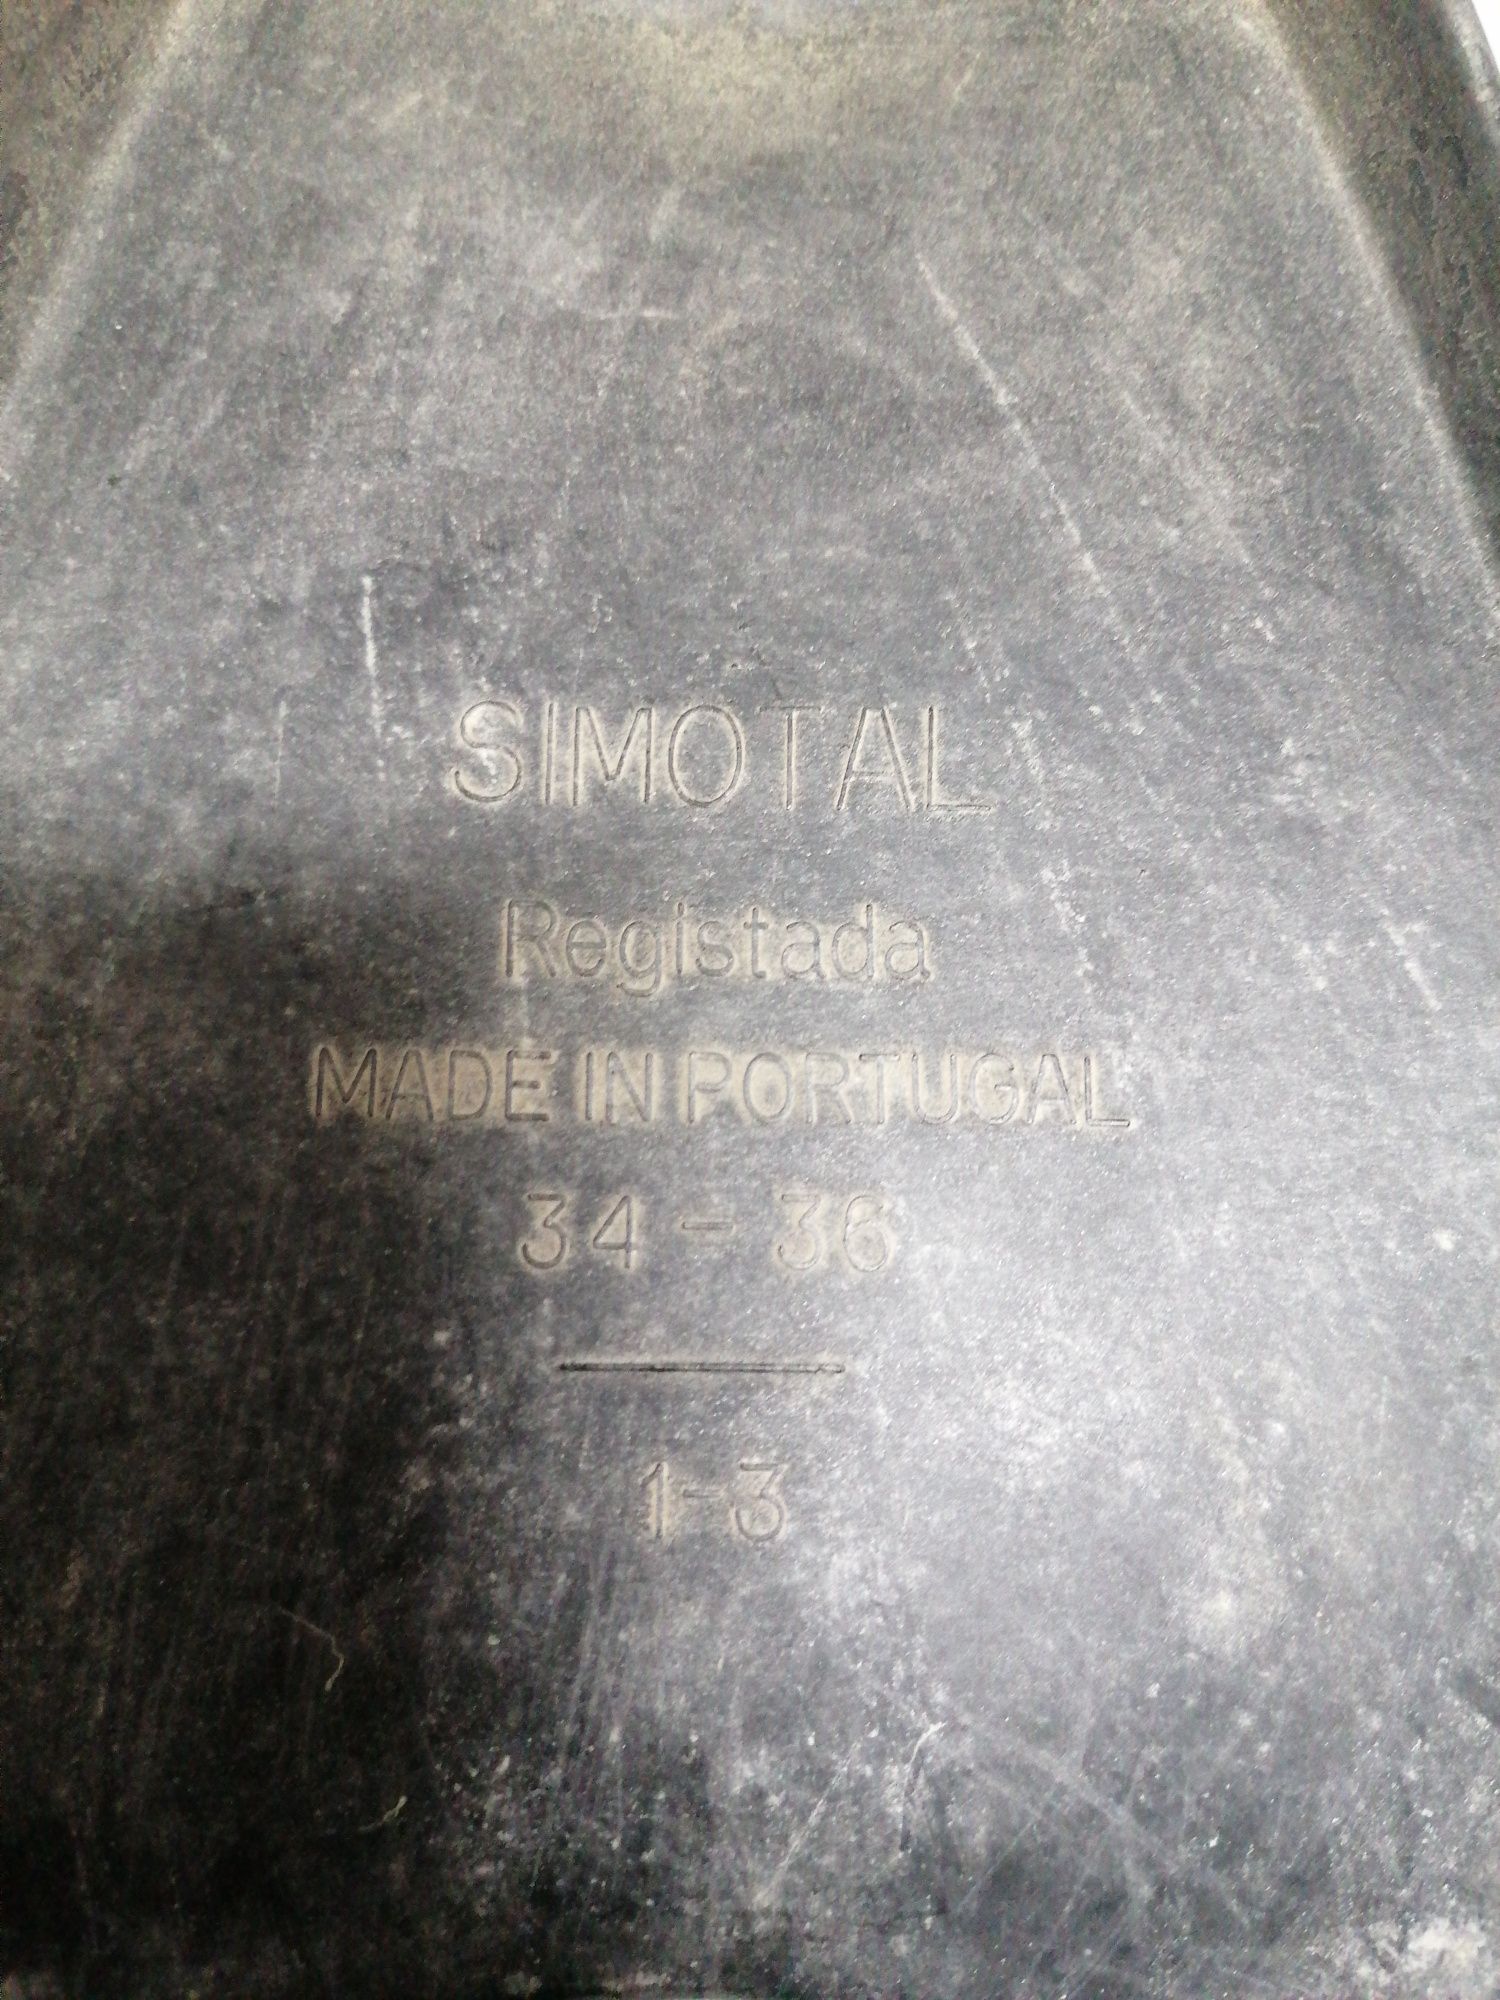 SIMOTAL
Registada
MADE IN PORTUGAL
34 - 36
1-3